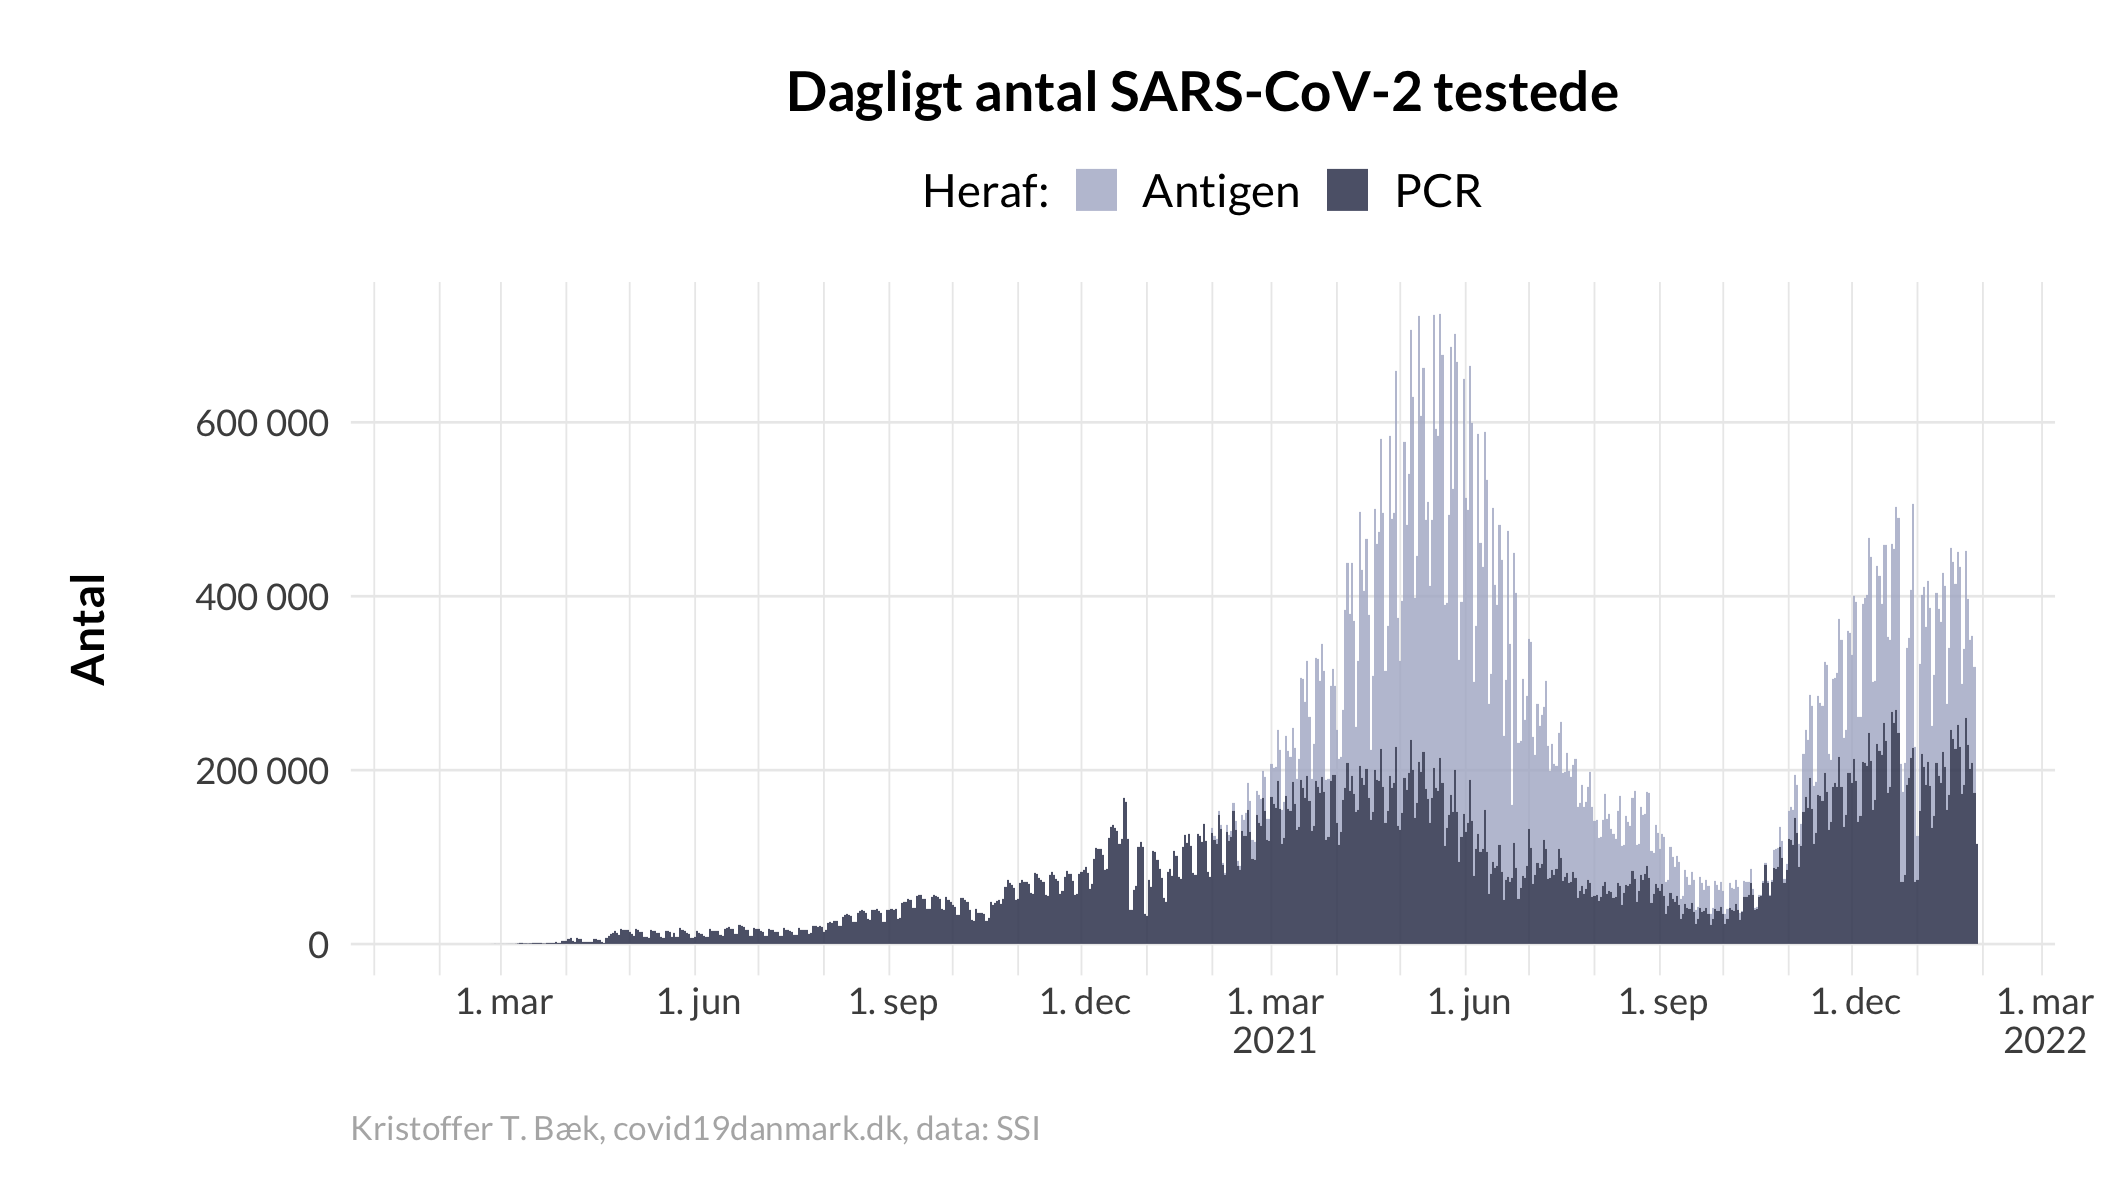 Dagligt antal SARS-CoV-2 testede
Heraf: Antigen PCR
Antal
600 000
400 000
200 000
0
1. mar 1. jun 1. sep 1. dec 1. mar 1. jun 1. sep 1. dec 1. mar
2021 2022
Kristoffer T. Bæk, covid19danmark.dk, data: SSI